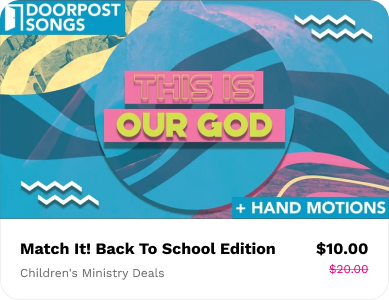 DOORPOST
SONGS
THIS IS
OUR GOD
+ HAND MOTIONS
Match It! Back To School Edition
$10.00
Children's Ministry Deals
$20.00